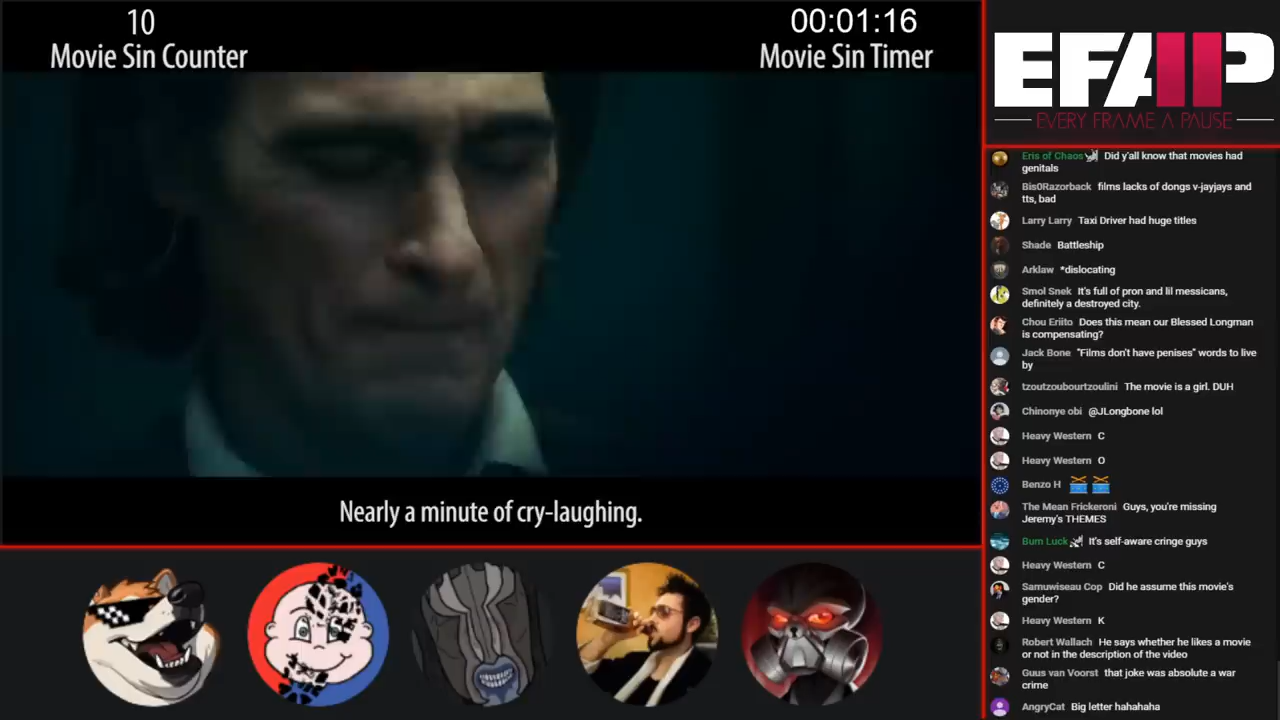 10
Movie Sin Counter
00:01:16
Movie Sin Timer
Nearly a minute of cry-laughing.
EFAP
EVERY FRAME A PAUSE
Eris of Chaos Did y'all know that movies had
genitals
Bis0Razorback films lacks of dongs v-jayjays and
tts, bad
Larry Larry Taxi Driver had huge titles
Shade Battleship
Arklaw *dislocating
Smol Snek It's full of pron and lil messicans,
definitely a destroyed city.
Chou Eriito Does this mean our Blessed Longman
is compensating?
Jack Bone "Films don't have penises" words to live
by
tzoutzoubourtzoulini The movie is a girl. DUH
Chinonye obi @JLongbone lol
Heavy Western C
Heavy Western O
Benzo H
The Mean Frickeroni Guys, you're missing
Jeremy's THEMES
Bum Luck It's self-aware cringe guys
Heavy Western C
Samuwiseau Cop Did he assume this movie's
gender?
Heavy Western K
Robert Wallach He says whether he likes a movie
or not in the description of the video
Guus van Voorst that joke was absolute a war
crime
AngryCat Big letter hahahaha